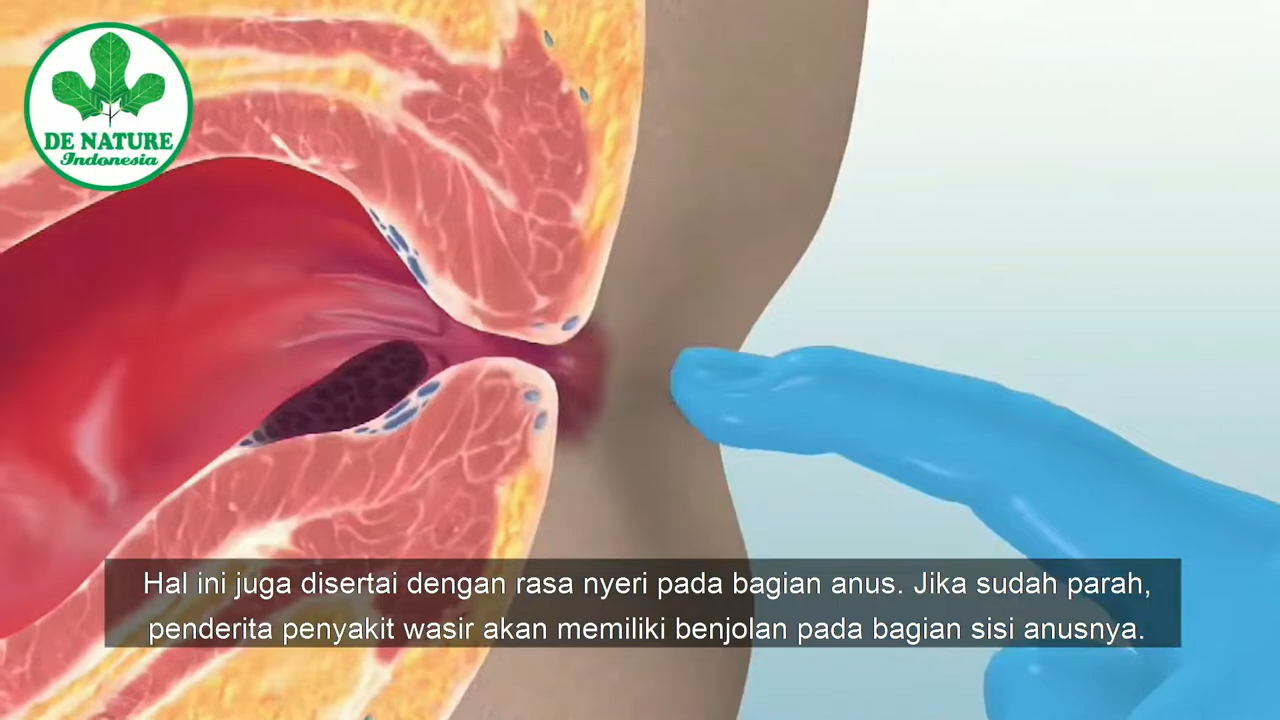 DE NATURE
Indonesia
Hal ini juga disertai dengan rasa nyeri pada bagian anus. Jika sudah parah,
penderita penyakit wasir akan memiliki benjolan pada bagian sisi anusnya.